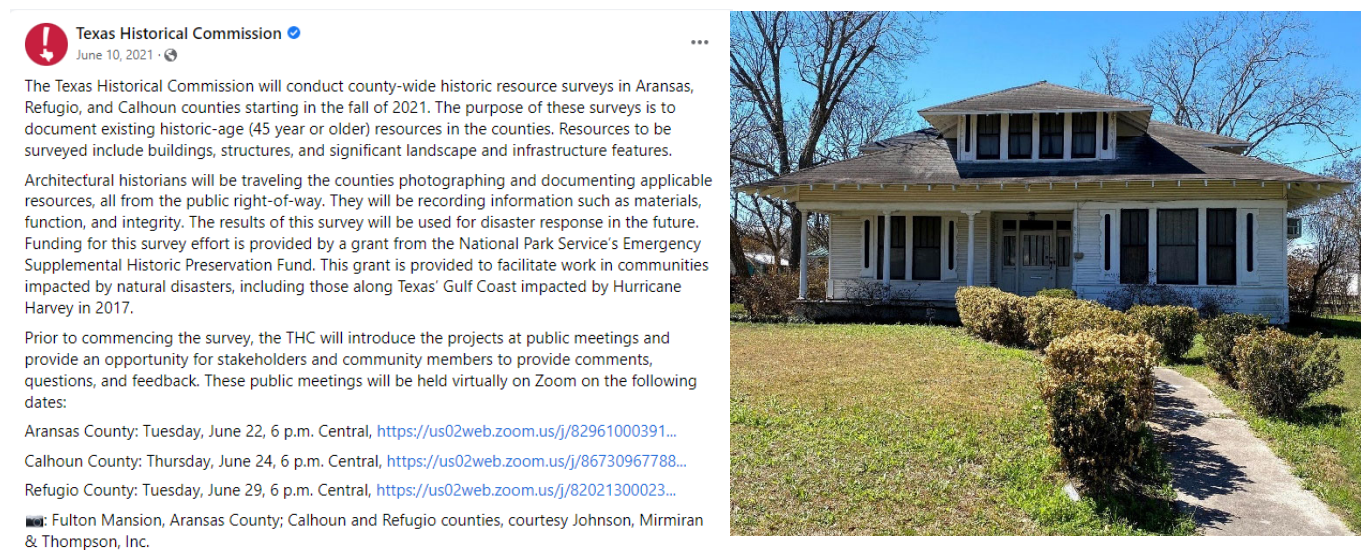 Texas Historical Commission
June 10, 2021 ·
The Texas Historical Commission will conduct county-wide historic resource surveys in Aransas,
Refugio, and Calhoun counties starting in the fall of 2021. The purpose of these surveys is to
document existing historic-age (45 year or older) resources in the counties. Resources to be
surveyed include buildings, structures, and significant landscape and infrastructure features.
Architectural historians will be traveling the counties photographing and documenting applicable
resources, all from the public right-of-way. They will be recording information such as materials,
function, and integrity. The results of this survey will be used for disaster response in the future.
Funding for this survey effort is provided by a grant from the National Park Service's Emergency
Supplemental Historic Preservation Fund. This grant is provided to facilitate work in communities
impacted by natural disasters, including those along Texas' Gulf Coast impacted by Hurricane
Harvey in 2017.
Prior to commencing the survey, the THC will introduce the projects at public meetings and
provide an opportunity for stakeholders and community members to provide comments,
questions, and feedback. These public meetings will be held virtually on Zoom on the following
dates:
Aransas County: Tuesday, June 22, 6 p.m. Central, https://us02web.zoom.us/j/82961000391...
Calhoun County: Thursday, June 24, 6 p.m. Central, https://us02web.zoom.us/j/86730967788...
Refugio County: Tuesday, June 29, 6 p.m. Central, https://us02web.zoom.us/j/82021300023...
📷: Fulton Mansion, Aransas County; Calhoun and Refugio counties, courtesy Johnson, Mirmiran
& Thompson, Inc.